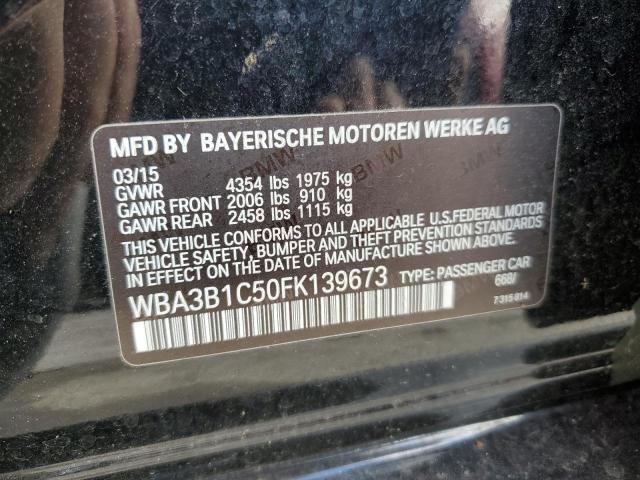 MFD BY BAYERISCHE MOTOREN WERKE AG
03/15
GVWR 4354 lbs 1975 kg
GAWR FRONT 2006 lbs 910 kg
GAWR REAR 2458 lbs 1115 kg
THIS VEHICLE CONFORMS TO ALL APPLICABLE U.S.FEDERAL MOTOR
VEHICLE SAFETY, BUMPER AND THEFT PREVENTION STANDARDS
IN EFFECT ON THE DATE OF MANUFACTURE SHOWN ABOVE.
WBA3B1C50FK139673 TYPE: PASSENGER CAR
668/
7 315 814